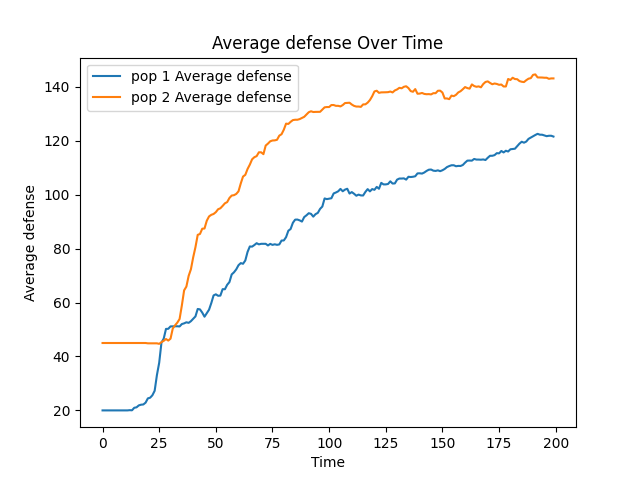 Average defense Over Time
pop 1 Average defense
pop 2 Average defense
Average defense
140
120
100
80
60
40
20
0 25 50 75 100 125 150 175 200
Time